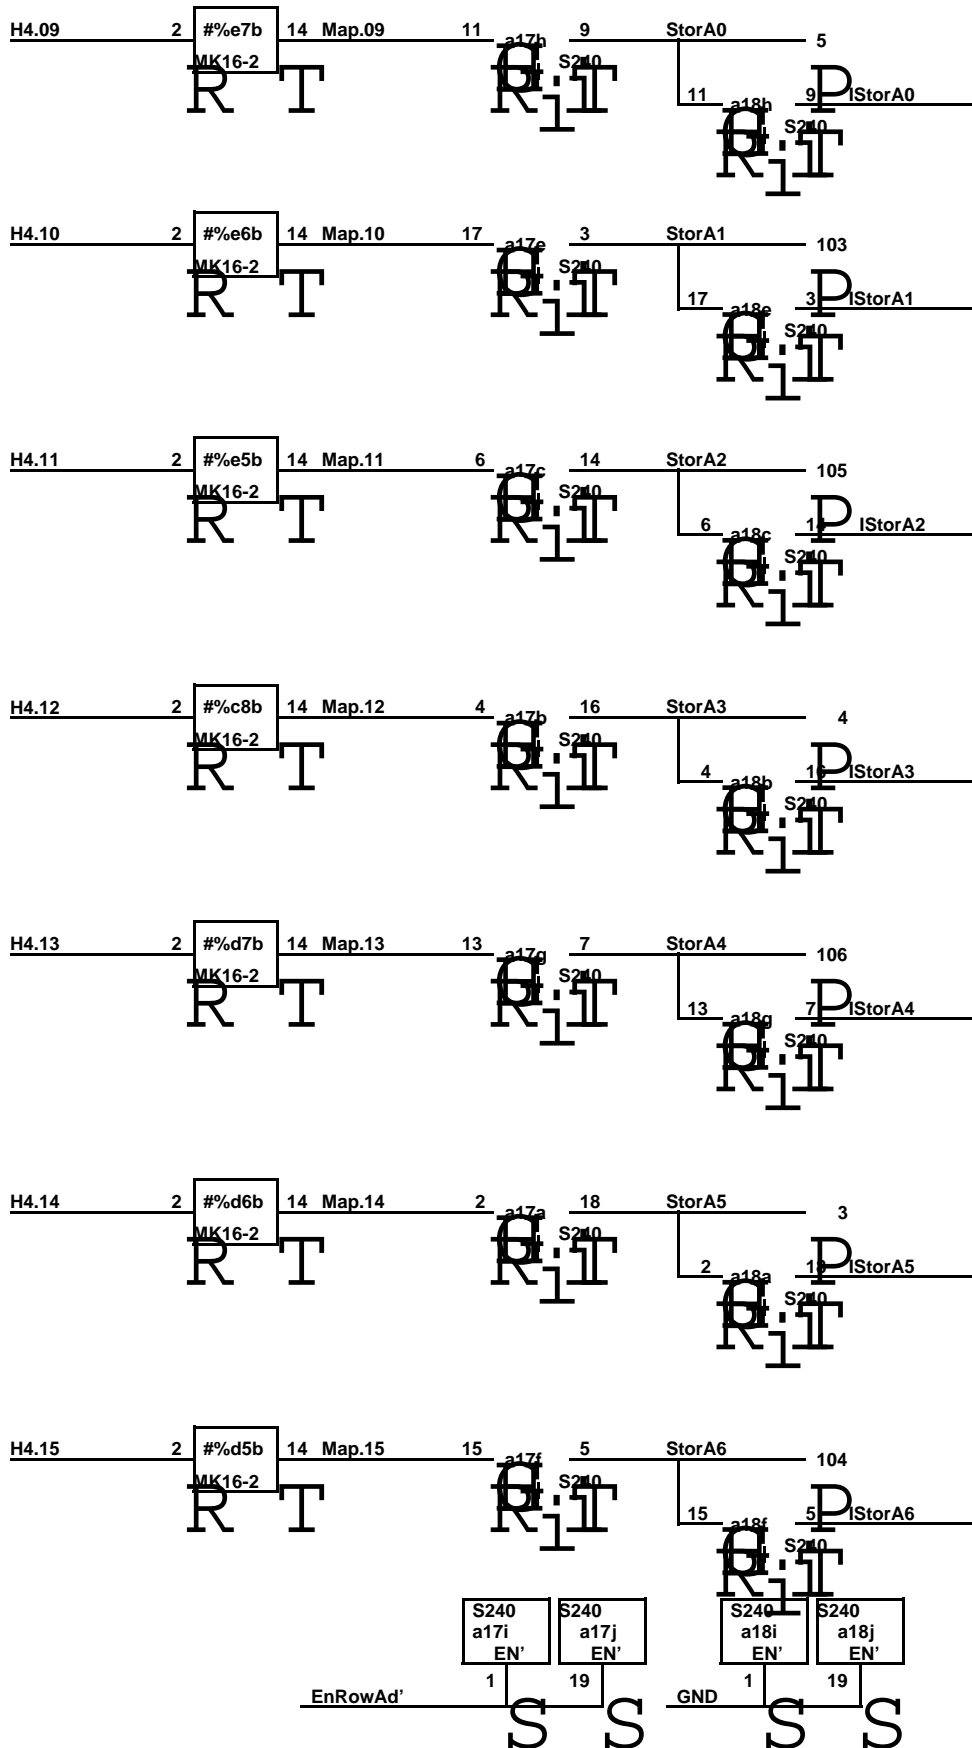 H4.09 2 #%e7b 14 Map.09 11 a17h 9 StorA0 5
MK16-2 S240
R T G i T P
11 a18h 9 IStorA0
S240
G R i T
H4.10 2 #%e6b 14 Map.10 17 a17e 3 StorA1 103
MK16-2 S240
R T G i T P
17 a18e 3 IStorA1
S240
G R i T
H4.11 2 #%e5b 14 Map.11 6 a17c 14 StorA2 105
MK16-2 S240
R T G i T P
6 a18c 14 IStorA2
S240
G R i T
H4.12 2 #%c8b 14 Map.12 4 a17b 16 StorA3 4
MK16-2 S240
R T G i T P
4 a18b 16 IStorA3
S240
G R i T
H4.13 2 #%d7b 14 Map.13 13 a17g 7 StorA4 106
MK16-2 S240
R T G i T P
13 a18g 7 IStorA4
S240
G R i T
H4.14 2 #%d6b 14 Map.14 2 a17a 18 StorA5 3
MK16-2 S240
R T G i T P
2 a18a 18 IStorA5
S240
G R i T
H4.15 2 #%d5b 14 Map.15 15 a17f 5 StorA6 104
MK16-2 S240
R T G i T P
15 a18f 5 IStorA6
S240
G R i T
S240 S240 S240 S240
a17i a17j a18i a18j
EN' EN' EN' EN'
1 19 1 19
EnRowAd' GND
S S S S